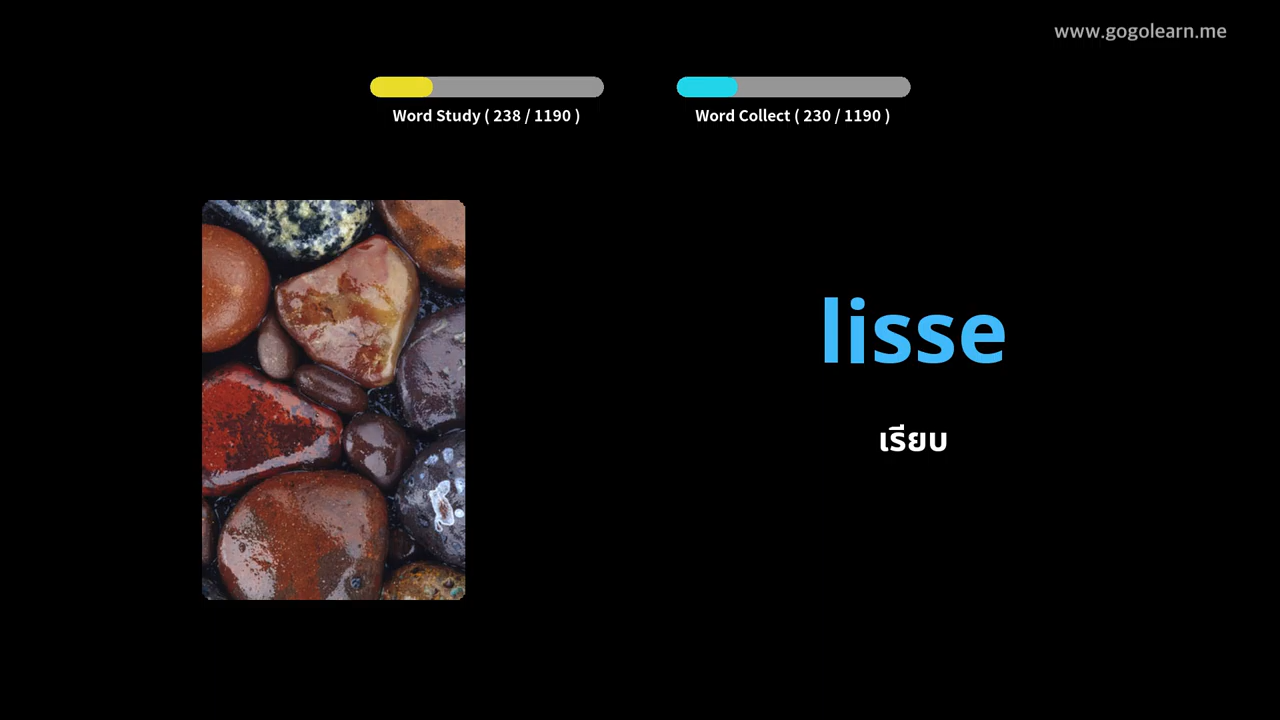 www.gogolearn.me
Word Study ( 238 / 1190 )
Word Collect ( 230 / 1190 )
lisse
เรียบ